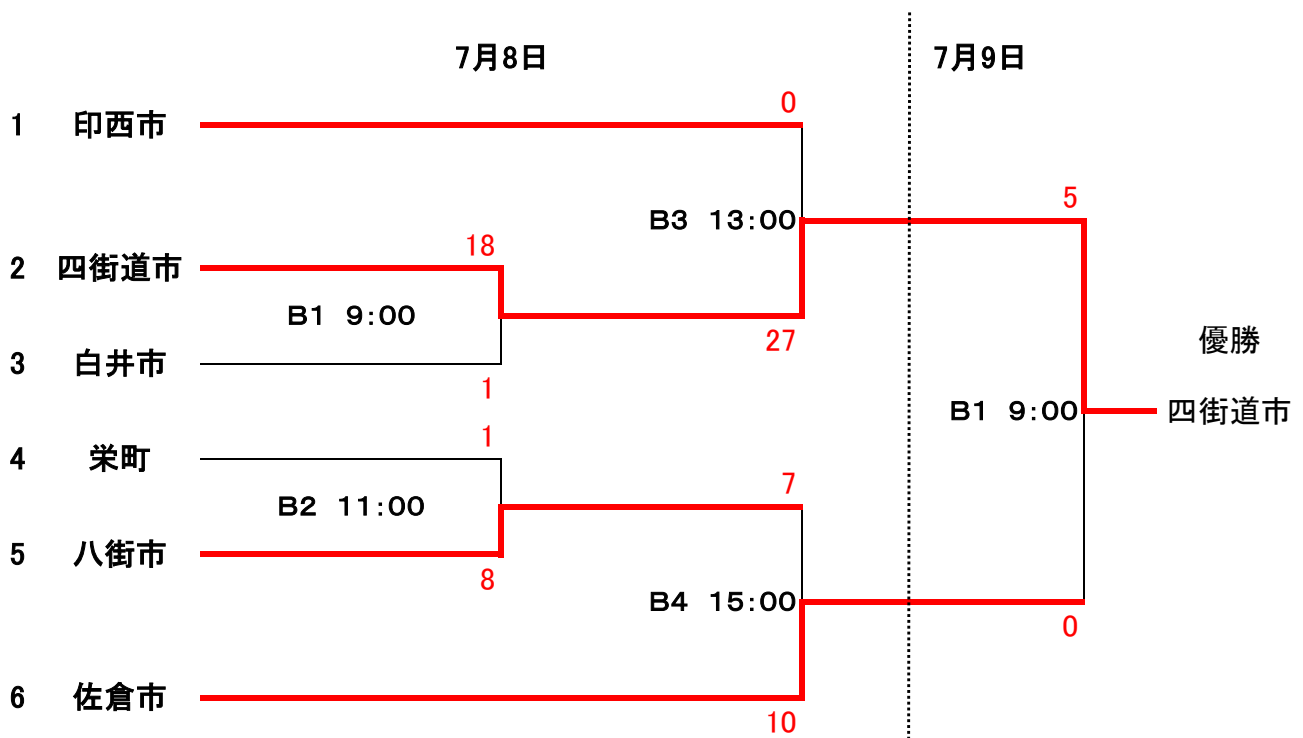 7月8日
7月9日
0
1 印西市
5
B3 13:00
18
2 四街道市
B1 9:00
27
優勝
3 白井市
1
B1 9:00
四街道市
1
4 栄町
7
B2 11:00
5 八街市
8
B4 15:00
0
6 佐倉市
10